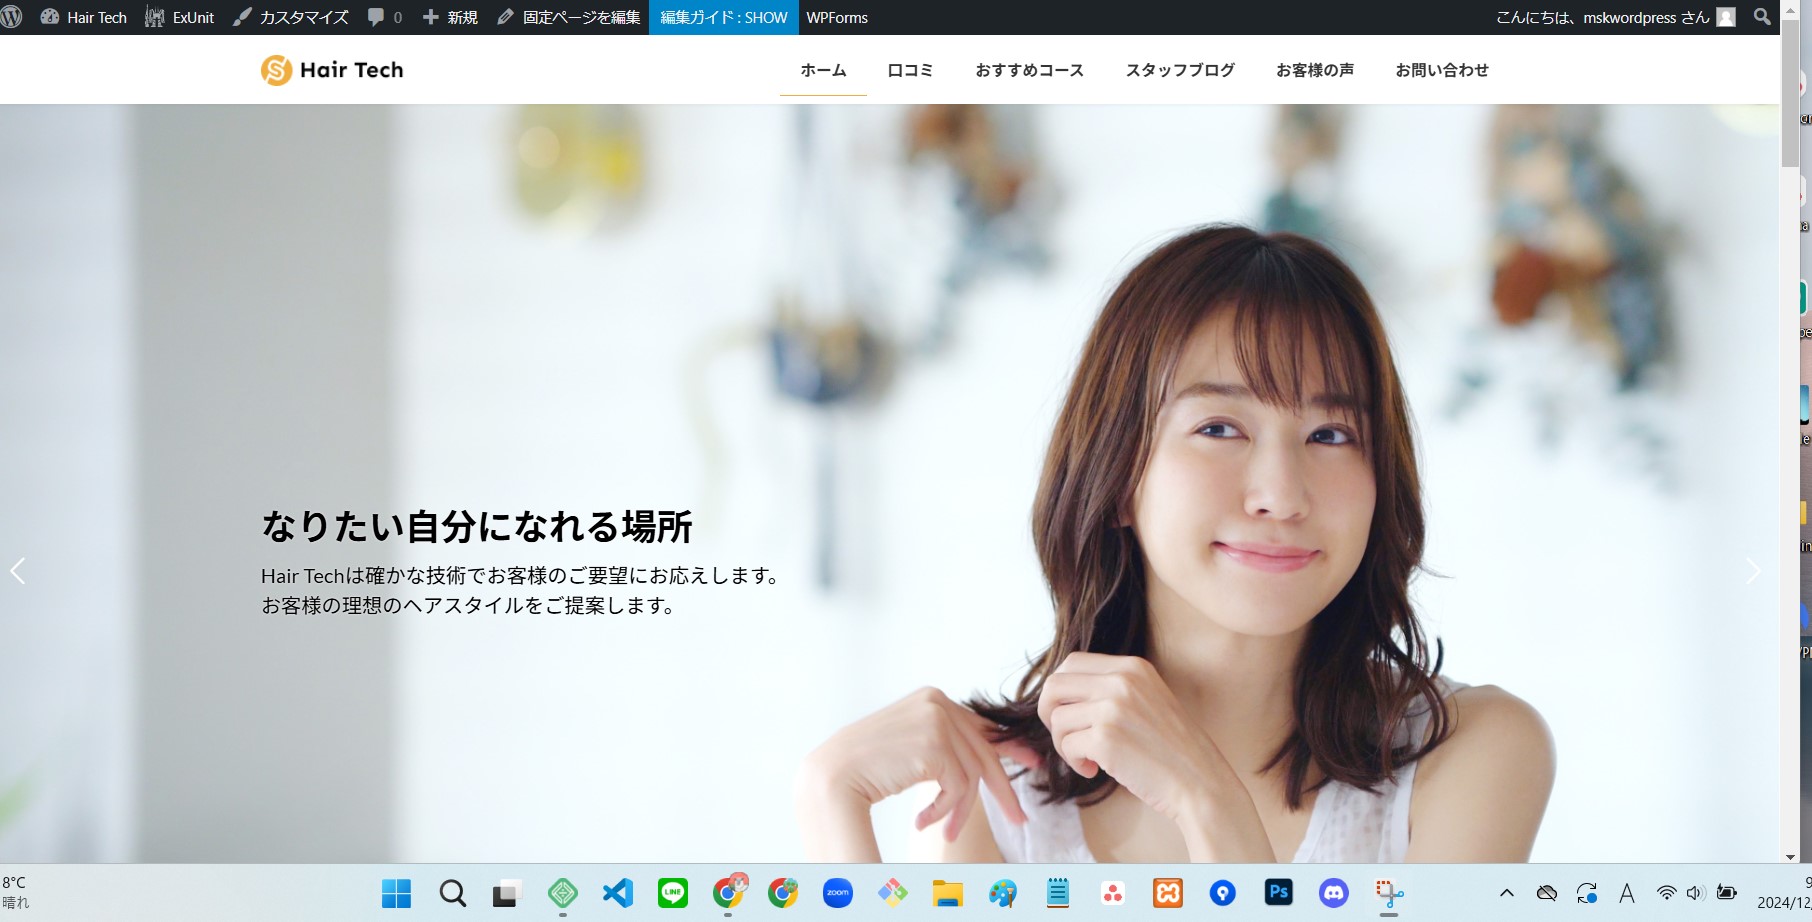 Hair Tech ExUnit カスタマイズ 0 新規 固定ページを編集 編集ガイド : SHOW WPForms こんにちは、mskwordpress さん
Hair Tech ホーム 口コミ おすすめコース スタッフブログ お客様の声 お問い合わせ
なりたい自分になれる場所
Hair Techは確かな技術でお客様のご要望にお応えします。
お客様の理想のヘアスタイルをご提案します。
8°C
晴れ
LINE
zoom
Ps
A
2024/12